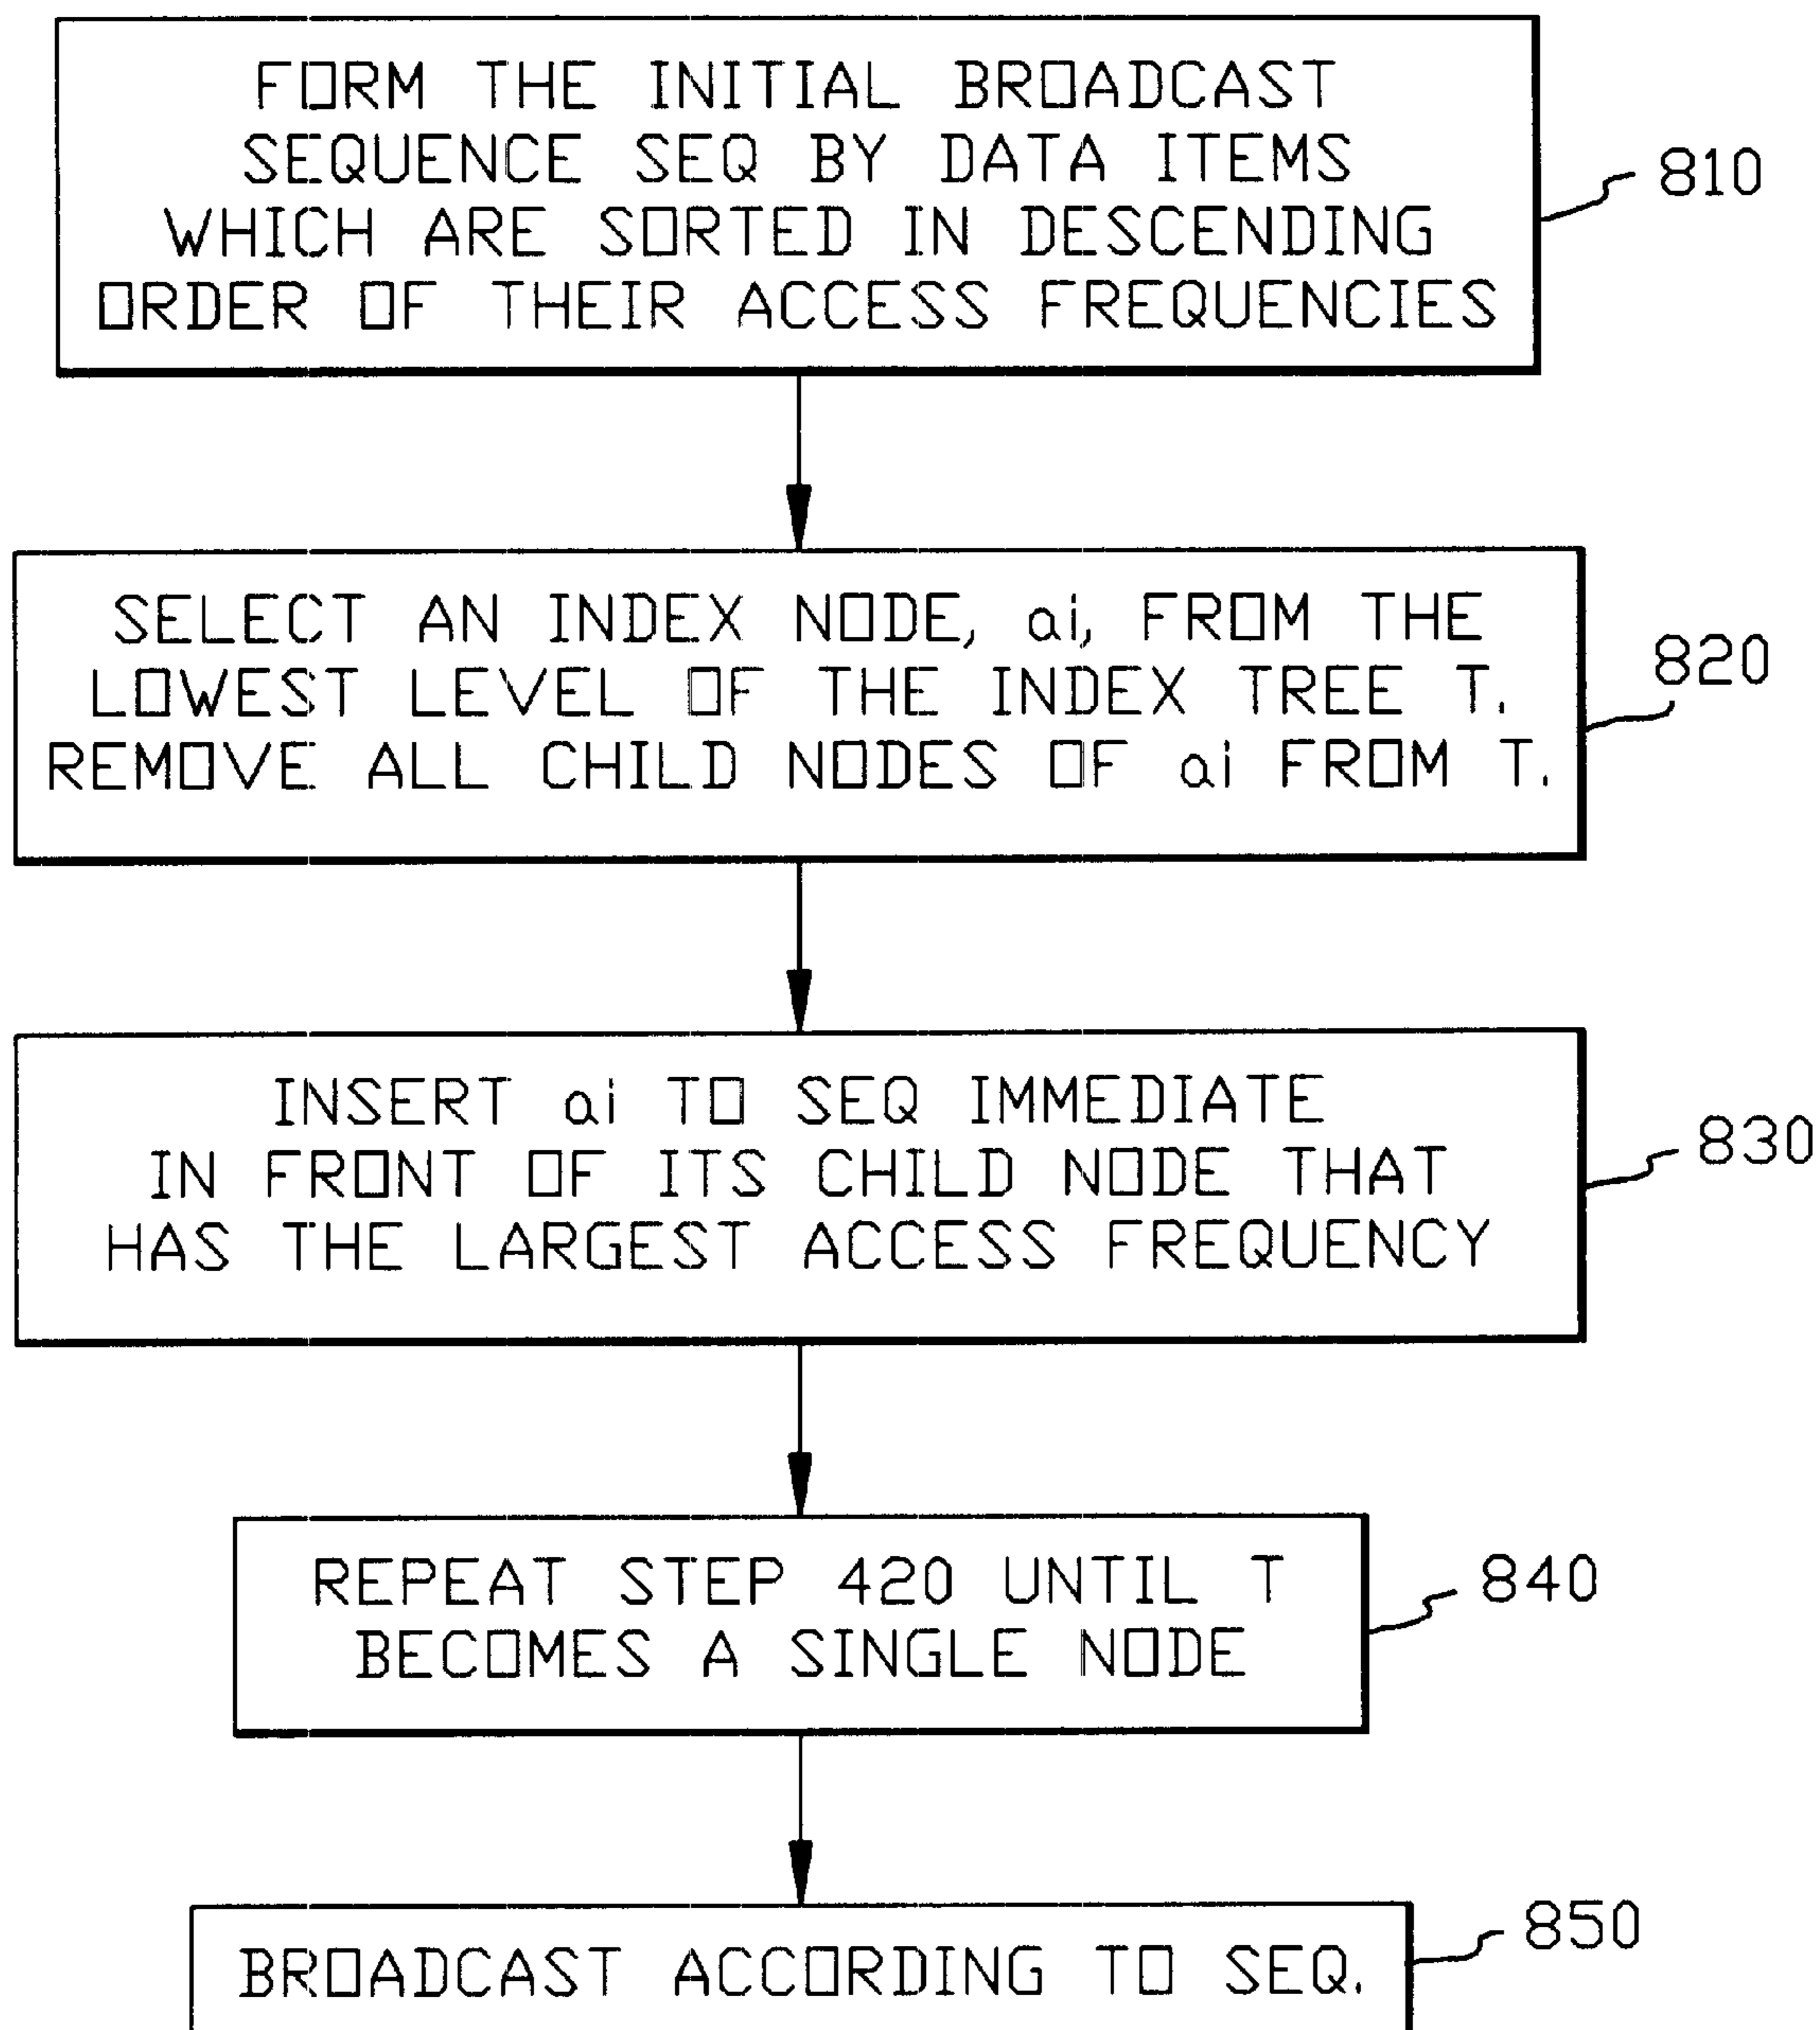 FORM THE INITIAL BROADCAST
SEQUENCE SEQ BY DATA ITEMS
WHICH ARE SORTED IN DESCENDING
ORDER OF THEIR ACCESS FREQUENCIES
810
SELECT AN INDEX NODE, ai, FROM THE
LOWEST LEVEL OF THE INDEX TREE T.
REMOVE ALL CHILD NODES OF ai FROM T.
820
INSERT ai TO SEQ IMMEDIATE
IN FRONT OF ITS CHILD NODE THAT
HAS THE LARGEST ACCESS FREQUENCY
830
REPEAT STEP 420 UNTIL T
BECOMES A SINGLE NODE
840
BROADCAST ACCORDING TO SEQ.
850